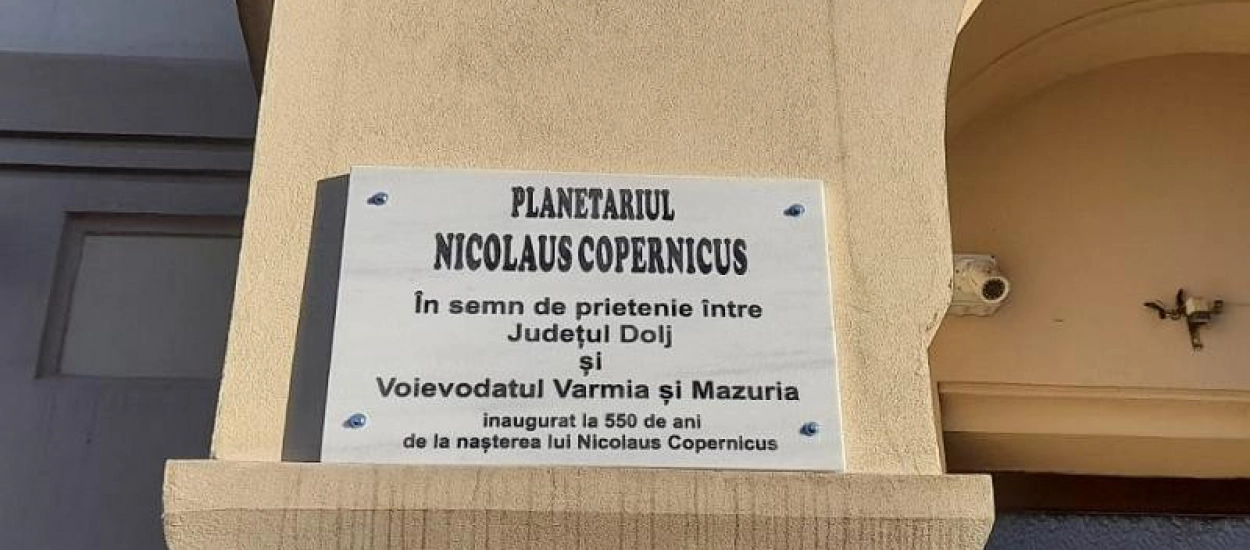 PLANETARIUL
NICOLAUS COPERNICUS
În semn de prietenie între
Județul Dolj
și
Voievodatul Varmia și Mazuria
inaugurat la 550 de ani
de la nașterea lui Nicolaus Copernicus